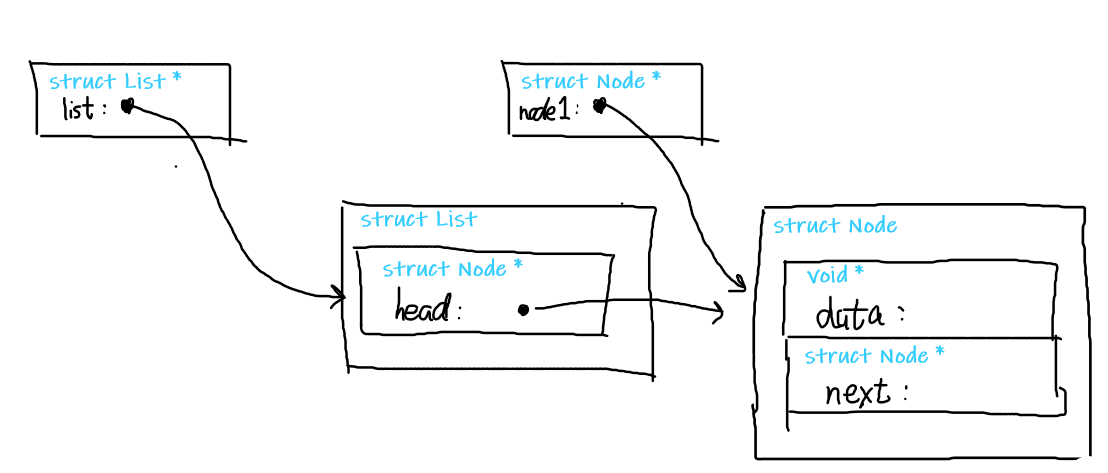 struct List *
list:
struct Node *
node1:
struct List
struct Node *
head:
struct Node
void *
data:
struct Node *
next: